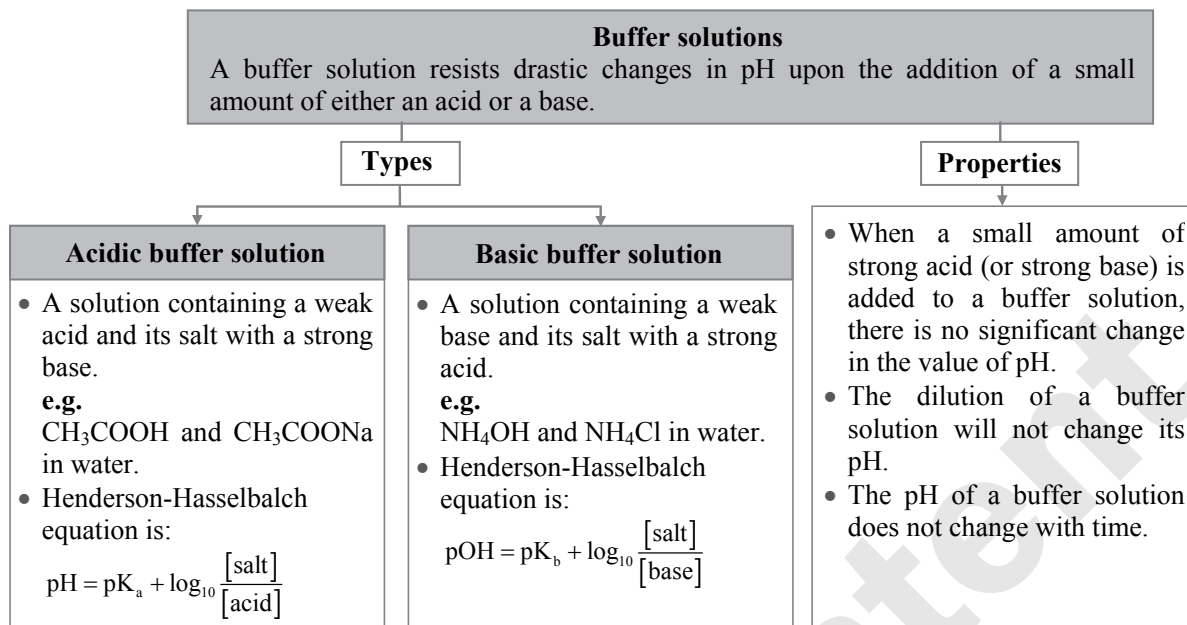 Buffer solutions
A buffer solution resists drastic changes in pH upon the addition of a small
amount of either an acid or a base.
Types
Properties
Acidic buffer solution
• A solution containing a weak
acid and its salt with a strong
base.
e.g.
CH₃COOH and CH₃COONa
in water.
• Henderson-Hasselbalch
equation is:
pH = pKₐ + log₁₀ [salt]/[acid]
Basic buffer solution
• A solution containing a weak
base and its salt with a strong
acid.
e.g.
NH₄OH and NH₄Cl in water.
• Henderson-Hasselbalch
equation is:
pOH = pK_b + log₁₀ [salt]/[base]
• When a small amount of
strong acid (or strong base) is
added to a buffer solution,
there is no significant change
in the value of pH.
• The dilution of a buffer
solution will not change its
pH.
• The pH of a buffer solution
does not change with time.